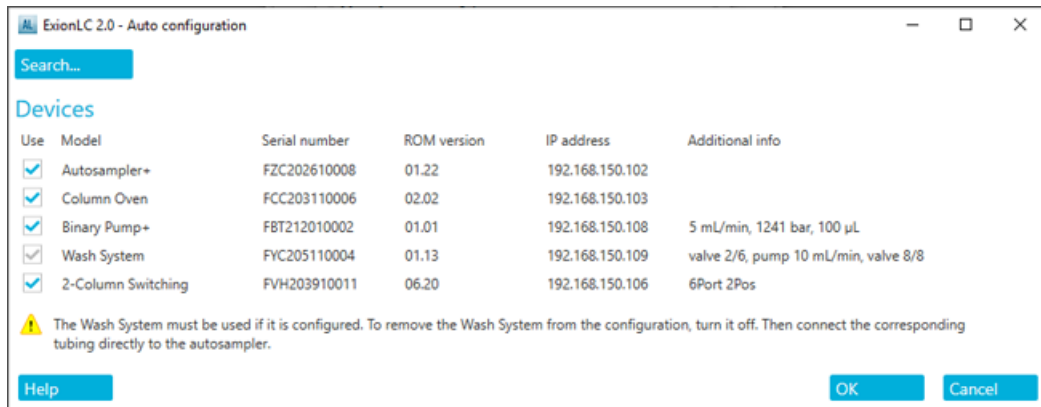 AL ExionLC 2.0 - Auto configuration
Search...
Devices
Use Model Serial number ROM version IP address Additional info
Autosampler+ FZC202610008 01.22 192.168.150.102
Column Oven FCC203110006 02.02 192.168.150.103
Binary Pump+ FBT212010002 01.01 192.168.150.108 5 mL/min, 1241 bar, 100 µL
Wash System FYC205110004 01.13 192.168.150.109 valve 2/6, pump 10 mL/min, valve 8/8
2-Column Switching FVH203910011 06.20 192.168.150.106 6Port 2Pos
The Wash System must be used if it is configured. To remove the Wash System from the configuration, turn it off. Then connect the corresponding
tubing directly to the autosampler.
Help OK Cancel